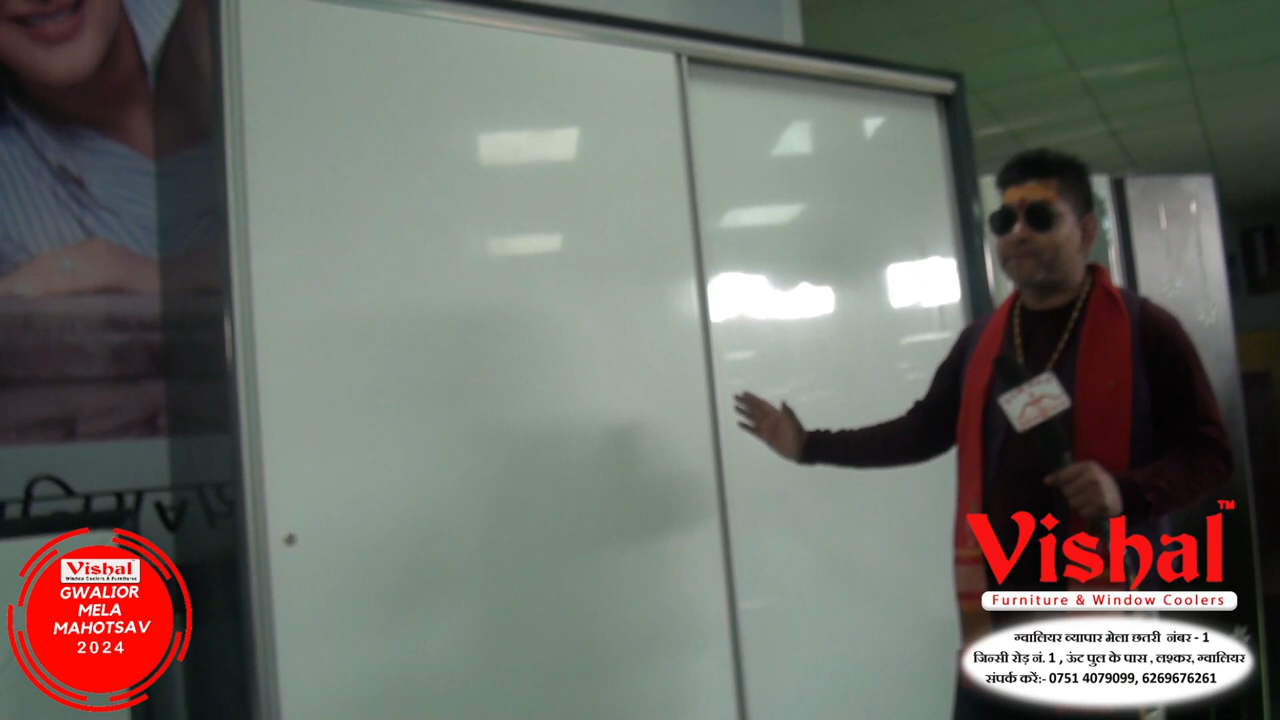 Vishal
Window Coolers & Furnitures
GWALIOR
MELA
MAHOTSAV
2024
Vishal™
Furniture & Window Coolers
ग्वालियर व्यापार मेला छतरी नंबर - 1
जिन्सी रोड़ नं. 1 , ऊंट पुल के पास , लश्कर, ग्वालियर
संपर्क करें:- 0751 4079099, 6269676261